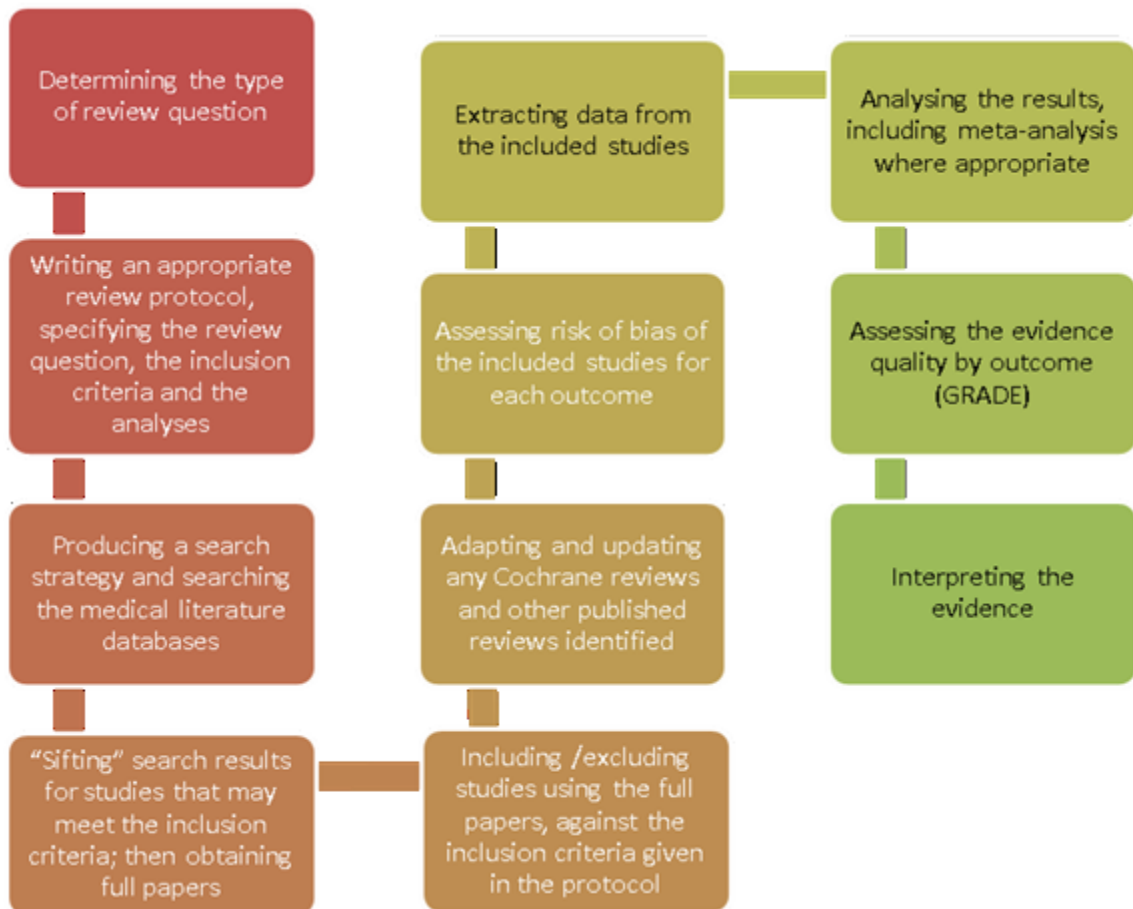 Determining the type
of review question
Writing an appropriate
review protocol,
specifying the review
question, the inclusion
criteria and the
analyses
Producing a search
strategy and searching
the medical literature
databases
“Sifting” search results
for studies that may
meet the inclusion
criteria; then obtaining
full papers
Including /excluding
studies using the full
papers, against the
inclusion criteria given
in the protocol
Adapting and updating
any Cochrane reviews
and other published
reviews identified
Assessing risk of bias of
the included studies for
each outcome
Extracting data from
the included studies
Analysing the results,
including meta-analysis
where appropriate
Assessing the evidence
quality by outcome
(GRADE)
Interpreting the
evidence